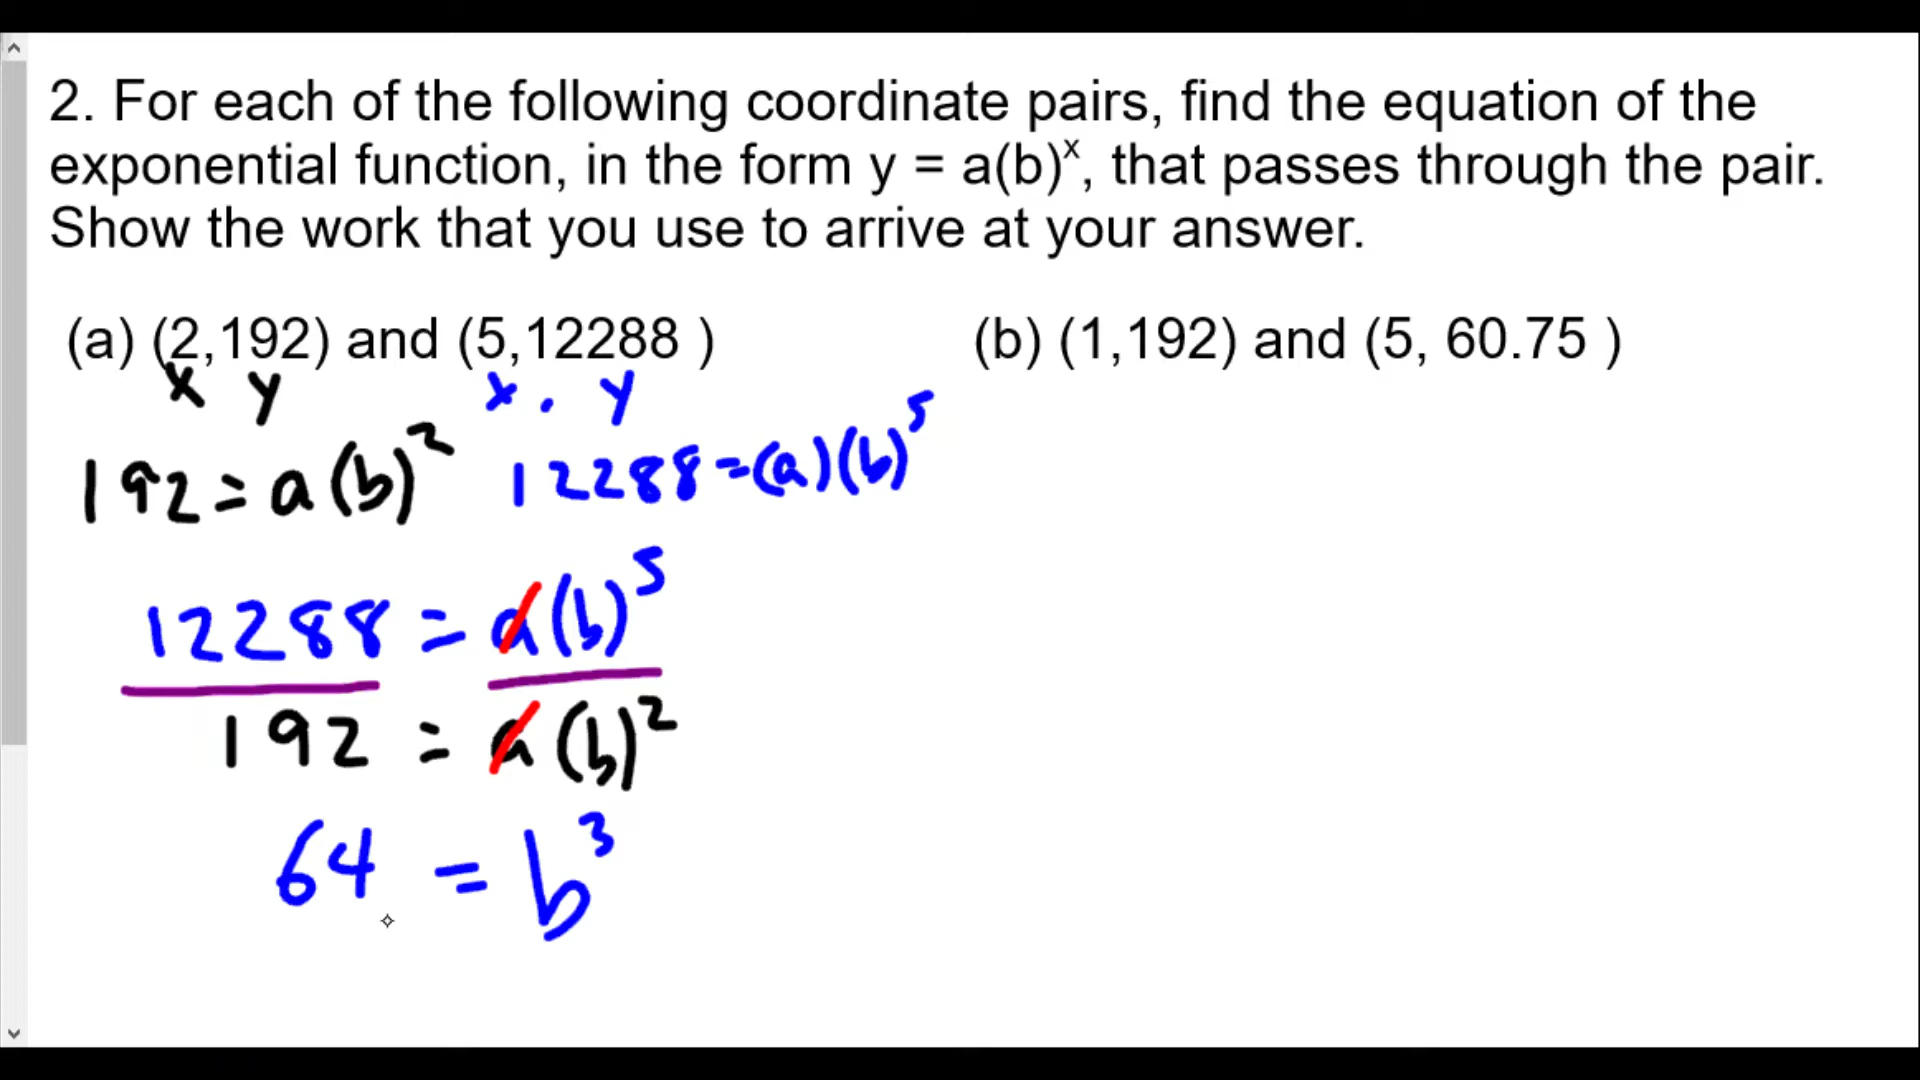 2. For each of the following coordinate pairs, find the equation of the
exponential function, in the form y = a(b)ˣ, that passes through the pair.
Show the work that you use to arrive at your answer.
(a) (2,192) and (5,12288 )
(b) (1,192) and (5, 60.75 )
x y
x . y
192 = a(b)²
12288 = (a)(b)⁵
12288 = a(b)⁵
192 = a(b)²
64 = b³